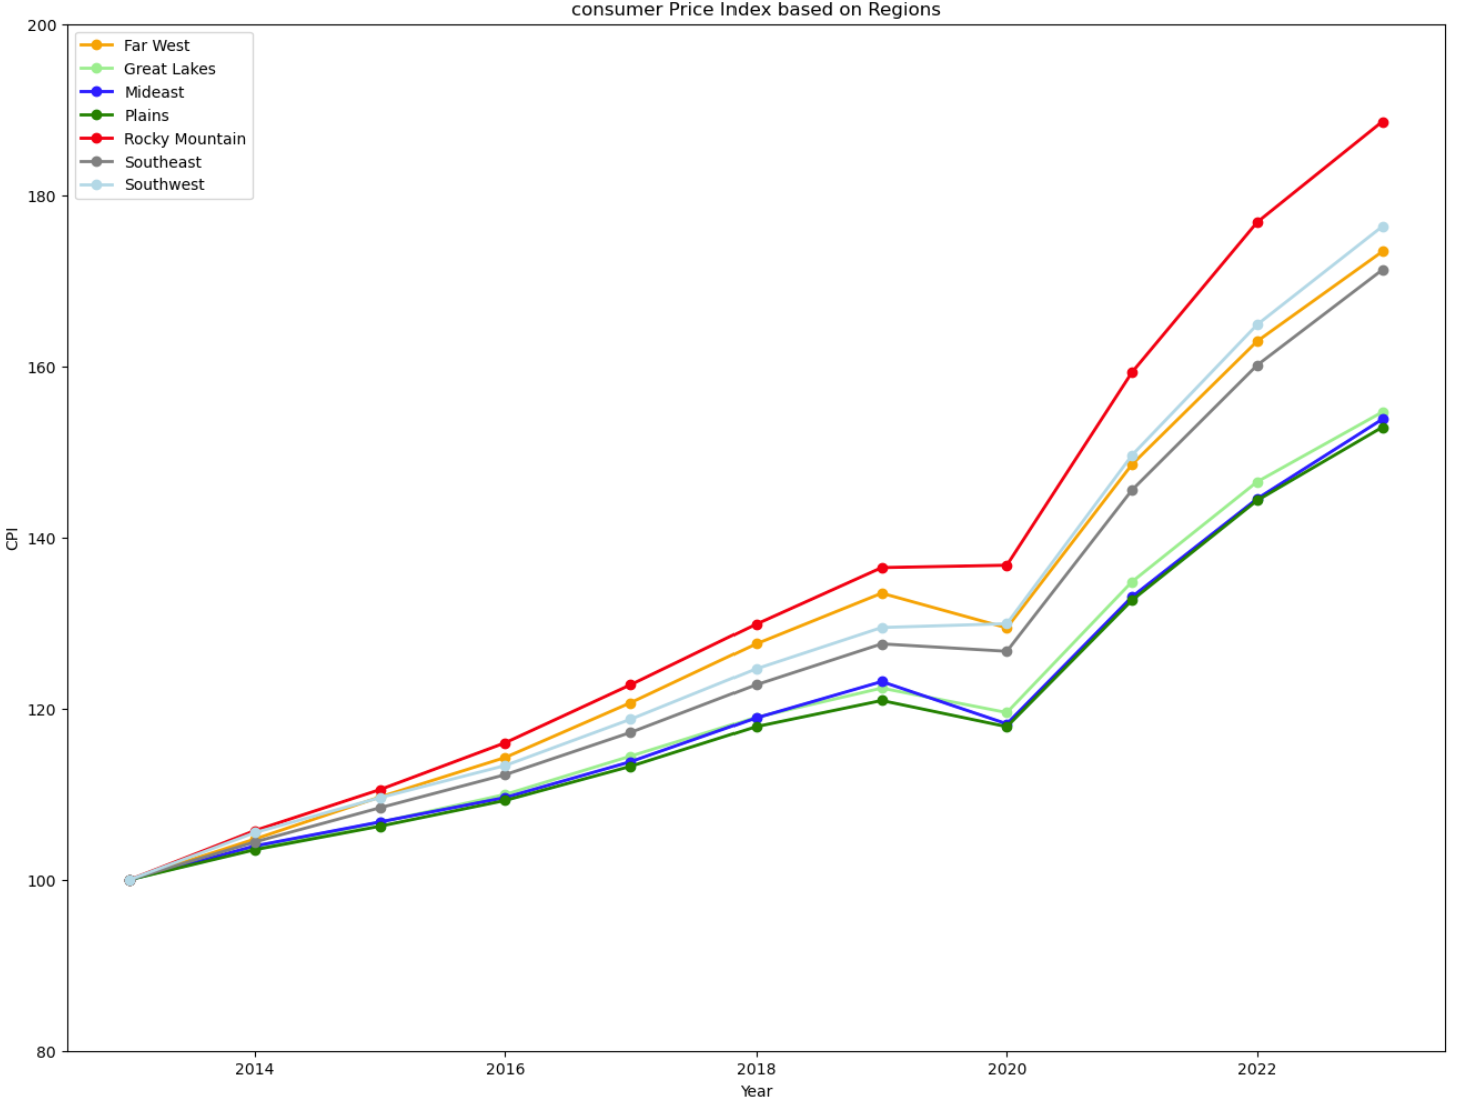 consumer Price Index based on Regions
200
Far West
Great Lakes
Mideast
Plains
Rocky Mountain
Southeast
Southwest
180
160
140
CPI
120
100
80
2014
2016
2018
2020
2022
Year